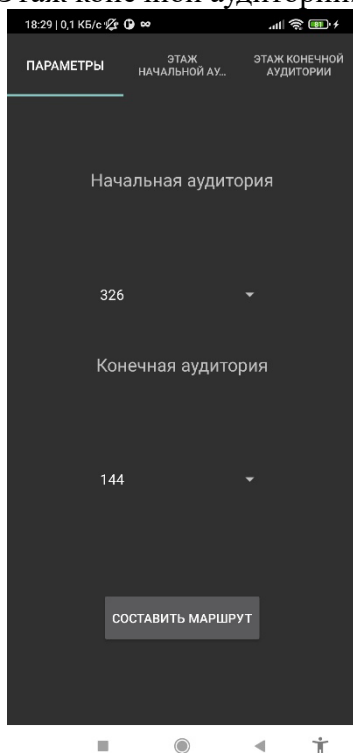 Этаж конечной аудитории
18:29 | 0,1 КБ/с
81
ПАРАМЕТРЫ
ЭТАЖ
НАЧАЛЬНОЙ АУ...
ЭТАЖ КОНЕЧНОЙ
АУДИТОРИИ
Начальная аудитория
326
Конечная аудитория
144
СОСТАВИТЬ МАРШРУТ